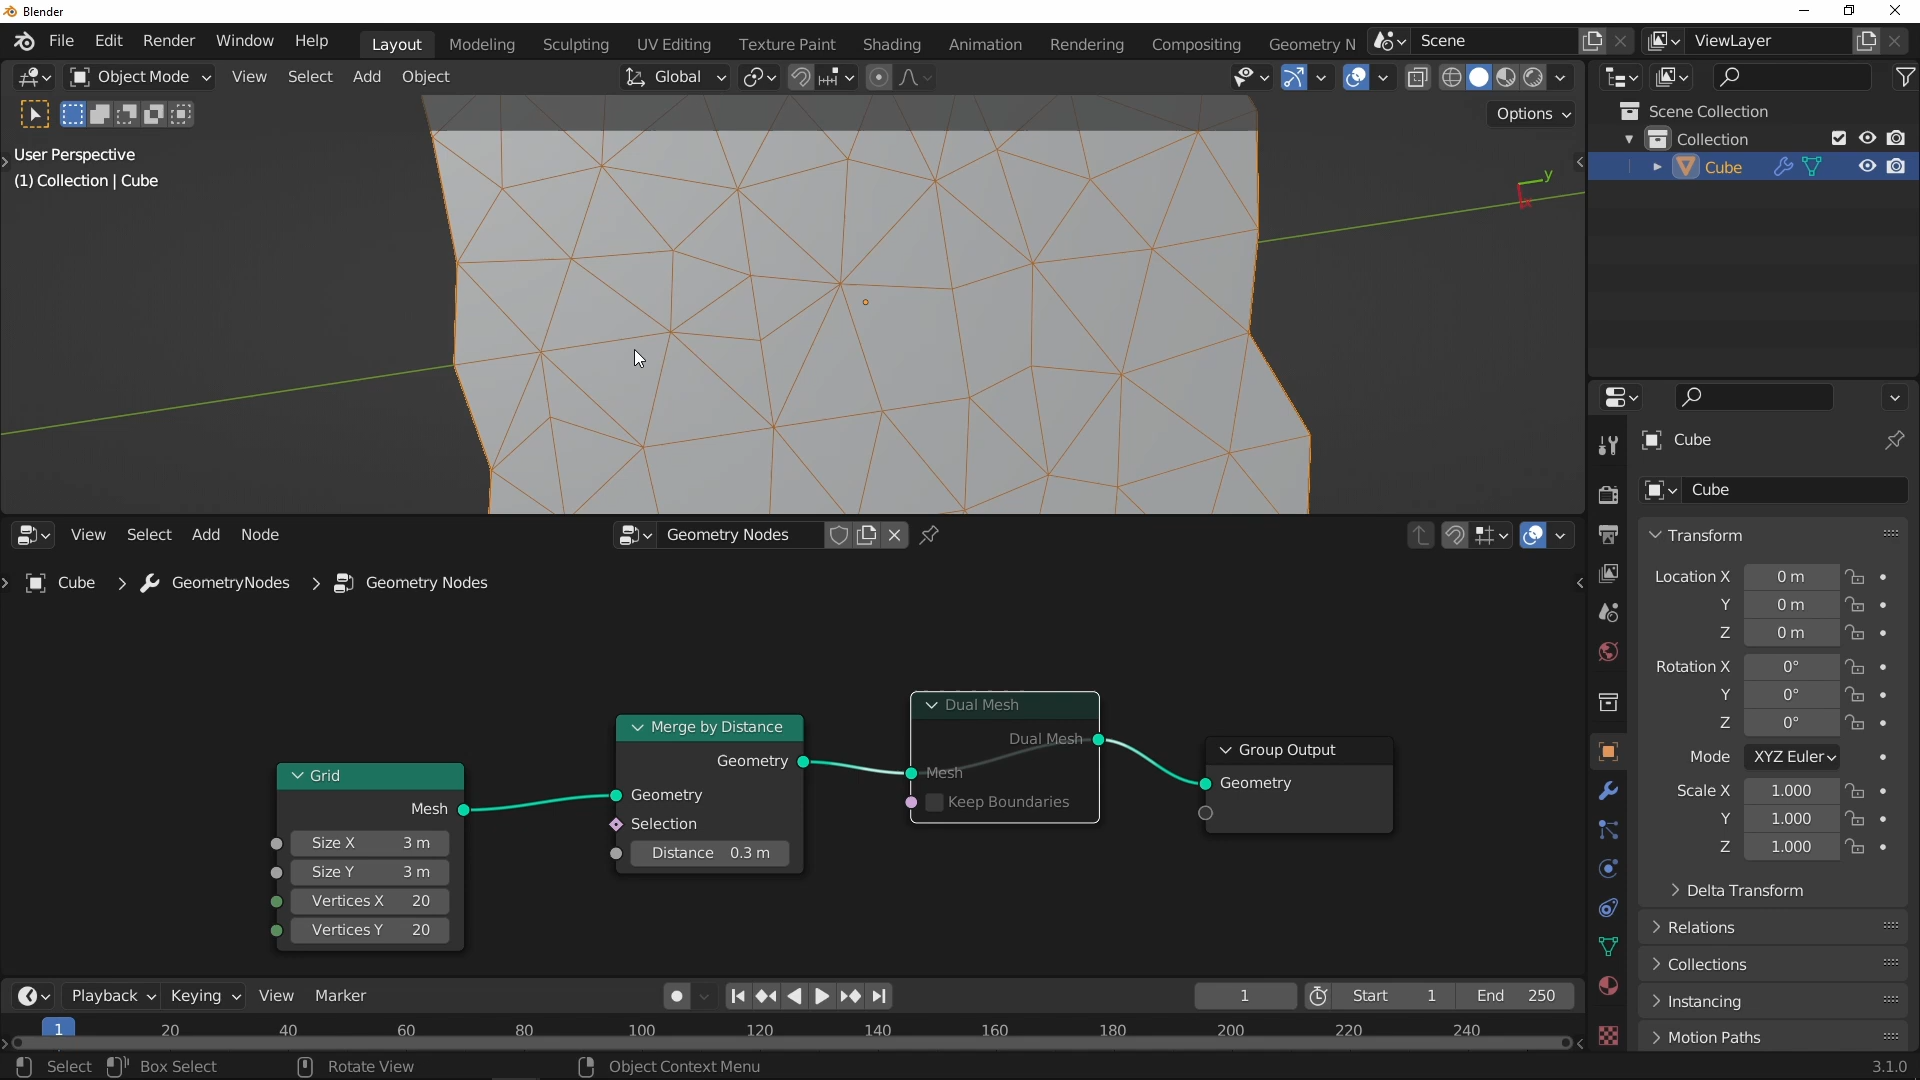 Blender
File Edit Render Window Help Layout Modeling Sculpting UV Editing Texture Paint Shading Animation Rendering Compositing Geometry N Scene ViewLayer
Object Mode View Select Add Object Global
Options
User Perspective
(1) Collection | Cube
y
x
Scene Collection
Collection
Cube
Cube
Cube
Transform
Location X 0 m
Y 0 m
Z 0 m
Rotation X 0°
Y 0°
Z 0°
Mode XYZ Euler
Scale X 1.000
Y 1.000
Z 1.000
Delta Transform
Relations
Collections
Instancing
Motion Paths
View Select Add Node Geometry Nodes
Cube GeometryNodes Geometry Nodes
Grid
Mesh
Size X 3 m
Size Y 3 m
Vertices X 20
Vertices Y 20
Merge by Distance
Geometry
Geometry
Selection
Distance 0.3 m
Dual Mesh
Dual Mesh
Mesh
Keep Boundaries
Group Output
Geometry
Playback Keying View Marker 1 Start 1 End 250
1 20 40 60 80 100 120 140 160 180 200 220 240
Select Box Select Rotate View Object Context Menu 3.1.0